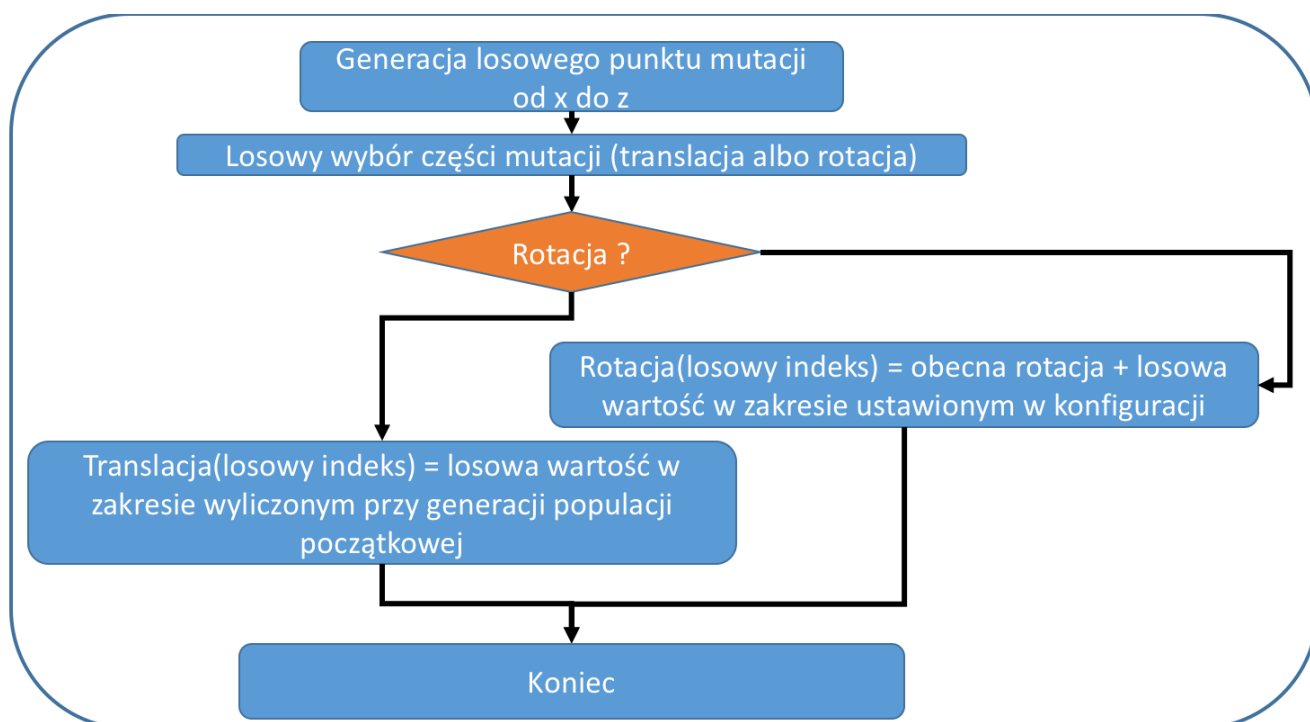 Generacja losowego punktu mutacji
od x do z
Losowy wybór części mutacji (translacja albo rotacja)
Rotacja ?
Rotacja(losowy indeks) = obecna rotacja + losowa
wartość w zakresie ustawionym w konfiguracji
Translacja(losowy indeks) = losowa wartość w
zakresie wyliczonym przy generacji populacji
początkowej
Koniec